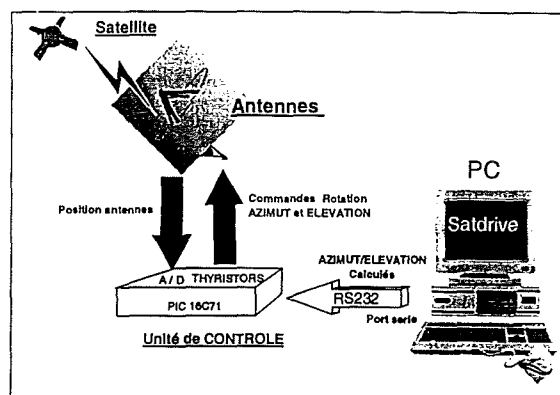 Satellite
Antennes
PC
Position antennes
Commandes Rotation
AZIMUT et ELEVATION
Satdrive
A / D THYRISTORS
PIC 16C71
AZIMUT/ELEVATION
Calculés
RS232
Port serie
Unité de CONTROLE